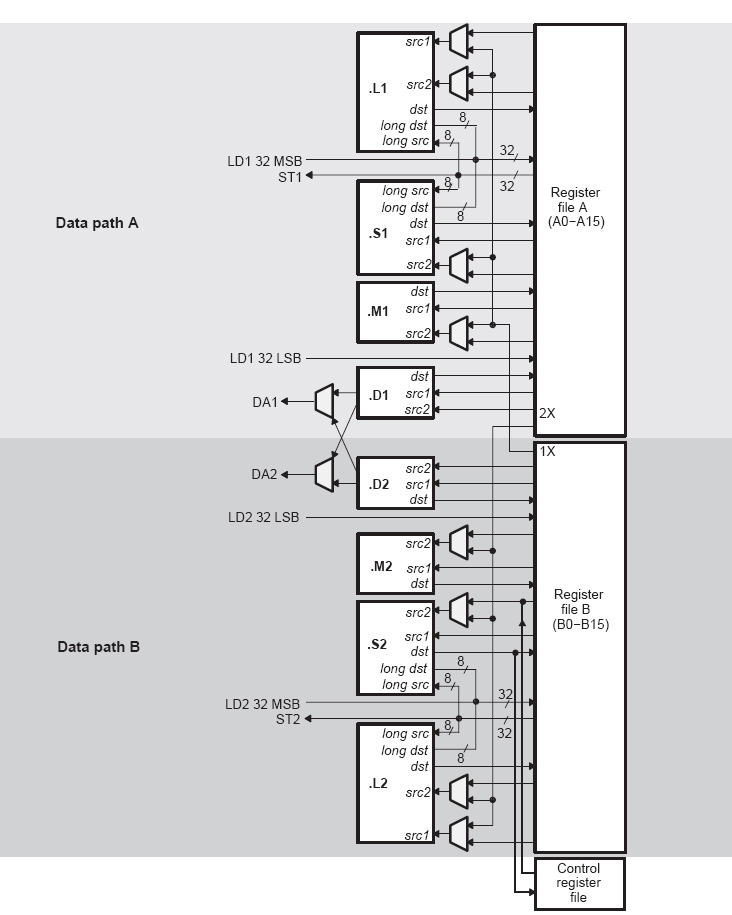 src1
.L1
src2
dst
long dst
8
long src
8
LD1 32 MSB
32
ST1
32
long src
8
long dst
8
Data path A
dst
.S1
src1
src2
Register
file A
(A0–A15)
dst
.M1
src1
src2
LD1 32 LSB
dst
DA1
.D1
src1
src2
2X
1X
src2
DA2
.D2
src1
dst
LD2 32 LSB
src2
.M2
src1
dst
Register
file B
(B0–B15)
src2
Data path B
.S2
src1
dst
long dst
8
long src
8
LD2 32 MSB
32
ST2
32
long src
8
long dst
8
dst
.L2
src2
src1
Control
register
file